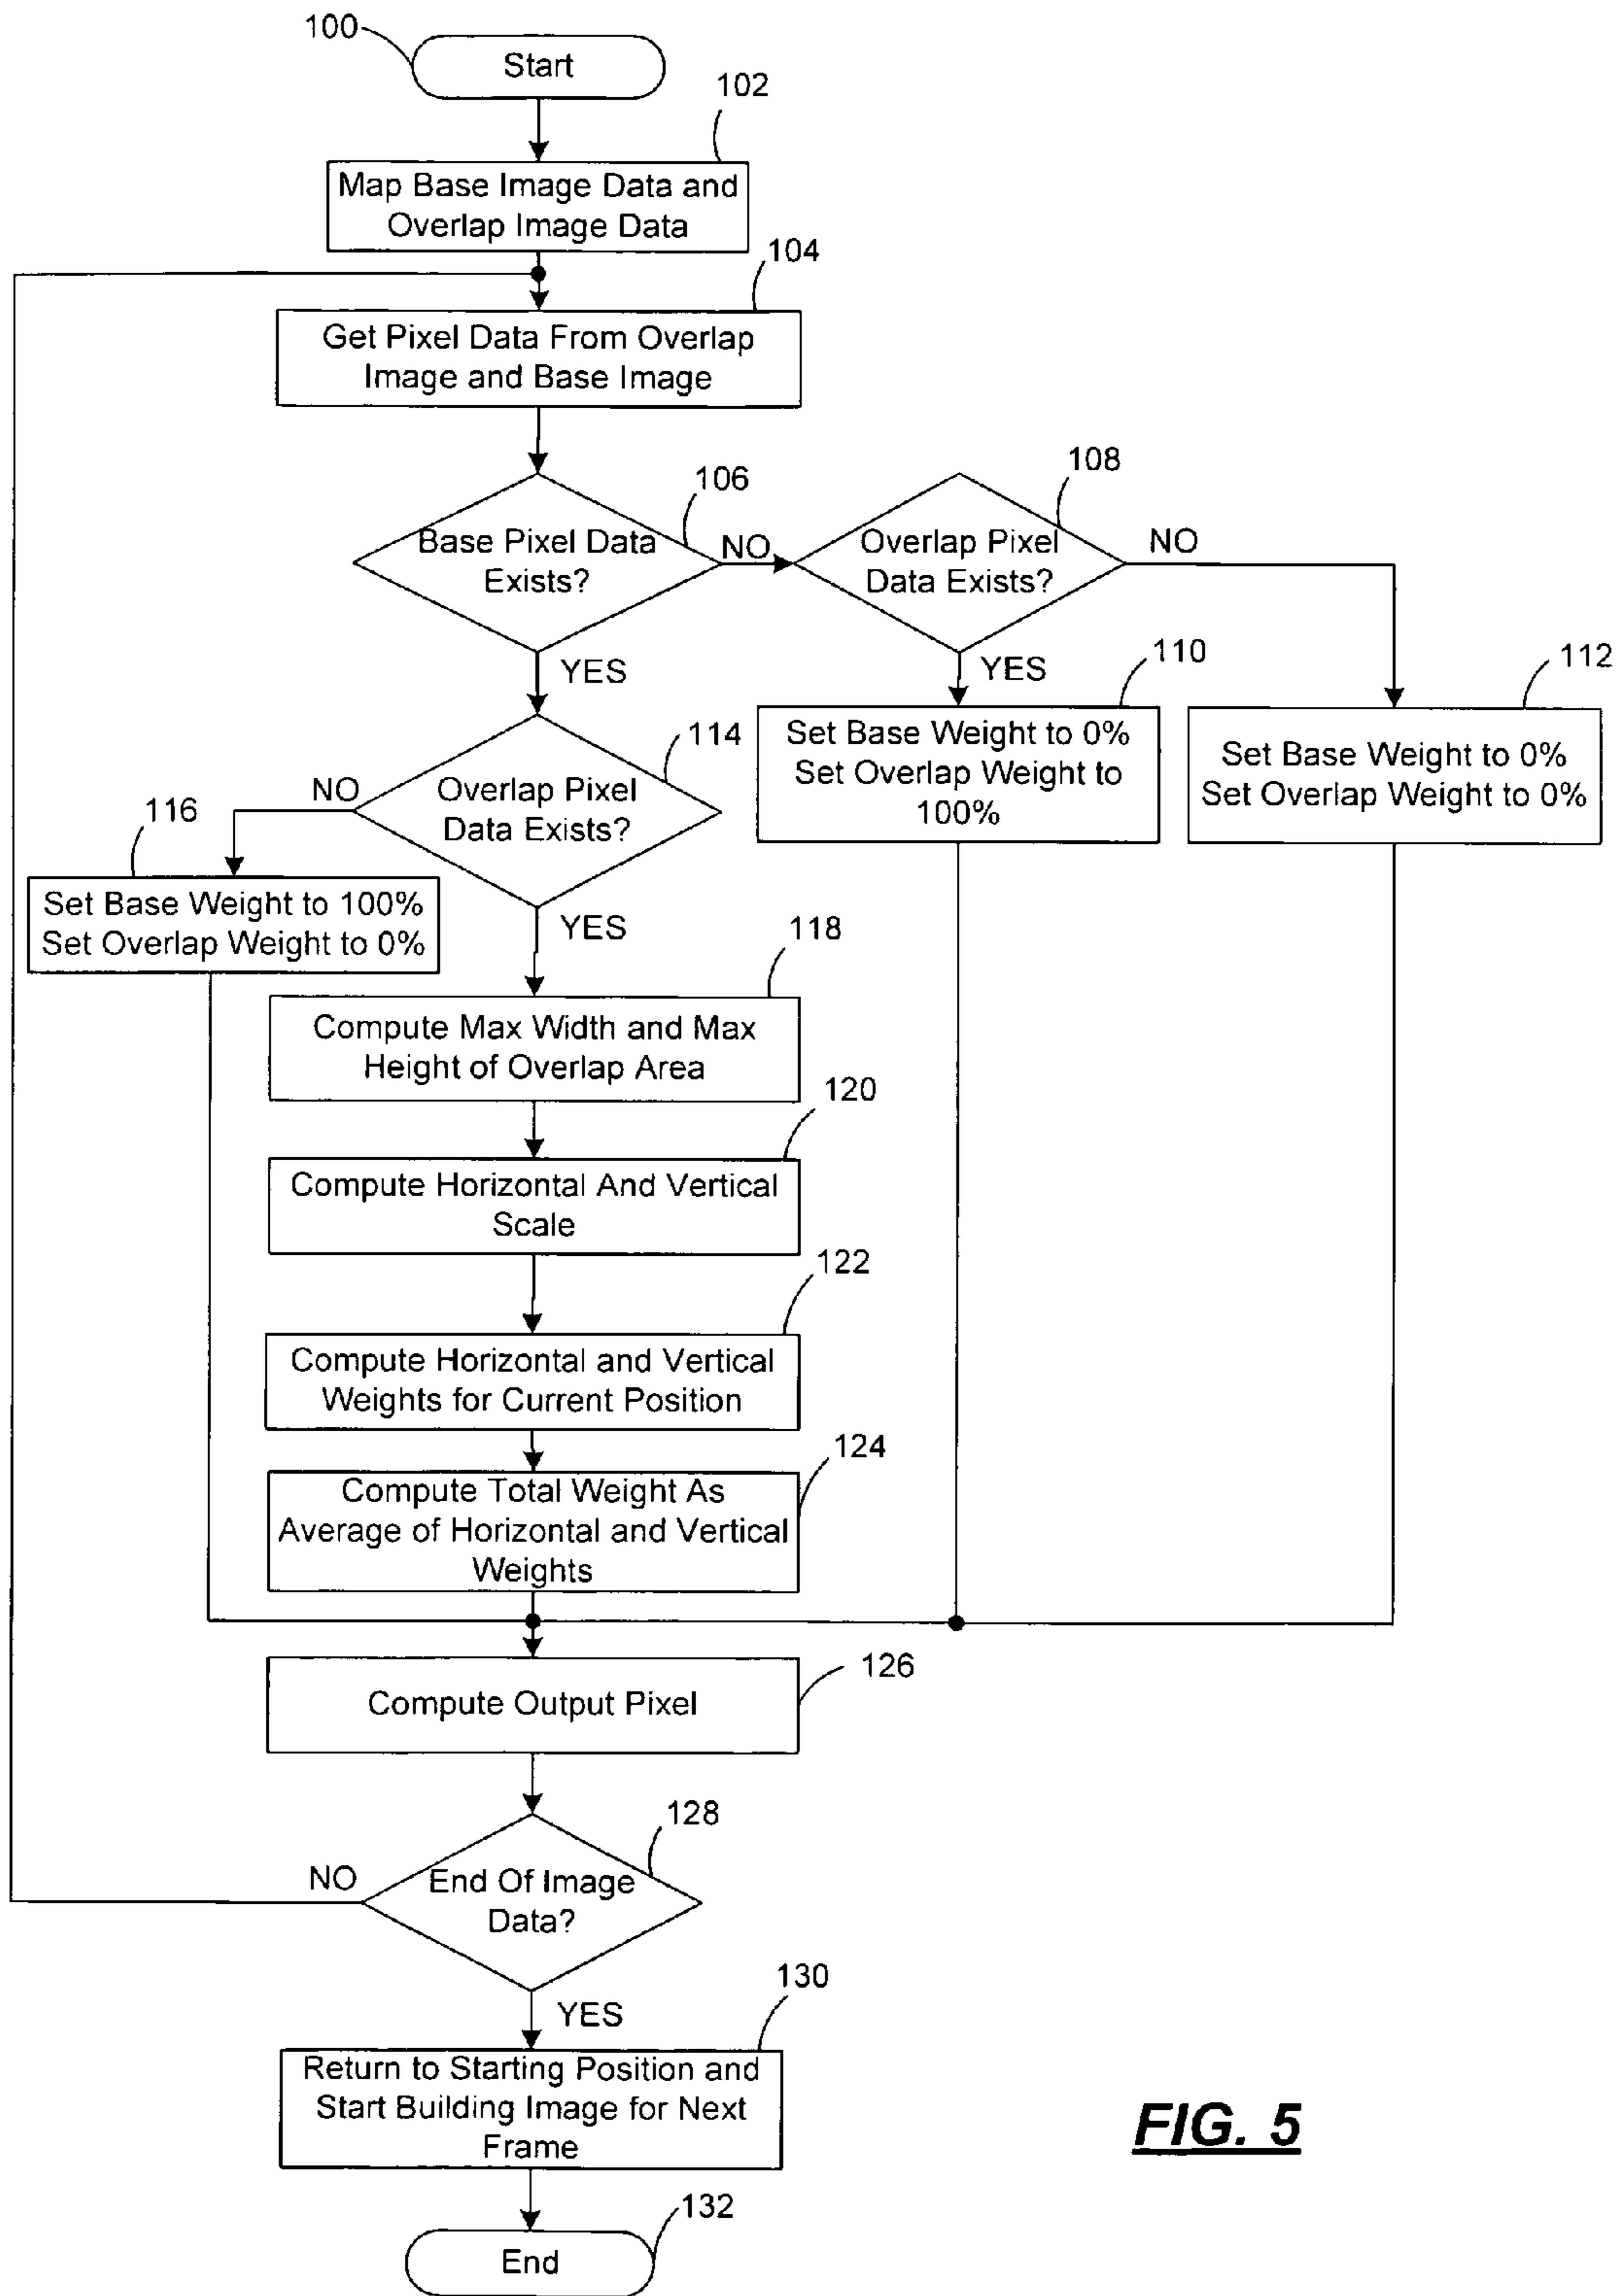 100
Start
102
Map Base Image Data and
Overlap Image Data
104
Get Pixel Data From Overlap
Image and Base Image
106
Base Pixel Data
Exists?
NO
108
Overlap Pixel
Data Exists?
NO
YES
YES
110
Set Base Weight to 0%
Set Overlap Weight to
100%
112
Set Base Weight to 0%
Set Overlap Weight to 0%
114
Overlap Pixel
Data Exists?
NO
116
Set Base Weight to 100%
Set Overlap Weight to 0%
YES
118
Compute Max Width and Max
Height of Overlap Area
120
Compute Horizontal And Vertical
Scale
122
Compute Horizontal and Vertical
Weights for Current Position
124
Compute Total Weight As
Average of Horizontal and Vertical
Weights
126
Compute Output Pixel
128
End Of Image
Data?
NO
YES
130
Return to Starting Position and
Start Building Image for Next
Frame
132
End
FIG. 5